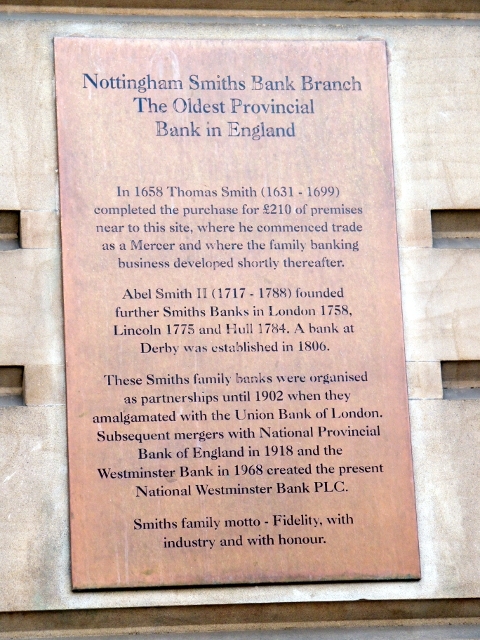 Nottingham Smiths Bank Branch
The Oldest Provincial
Bank in England
In 1658 Thomas Smith (1631 - 1699)
completed the purchase for £210 of premises
near to this site, where he commenced trade
as a Mercer and where the family banking
business developed shortly thereafter.
Abel Smith II (1717 - 1788) founded
further Smiths Banks in London 1758,
Lincoln 1775 and Hull 1784. A bank at
Derby was established in 1806.
These Smiths family banks were organised
as partnerships until 1902 when they
amalgamated with the Union Bank of London.
Subsequent mergers with National Provincial
Bank of England in 1918 and the
Westminster Bank in 1968 created the present
National Westminster Bank PLC.
Smiths family motto - Fidelity, with
industry and with honour.